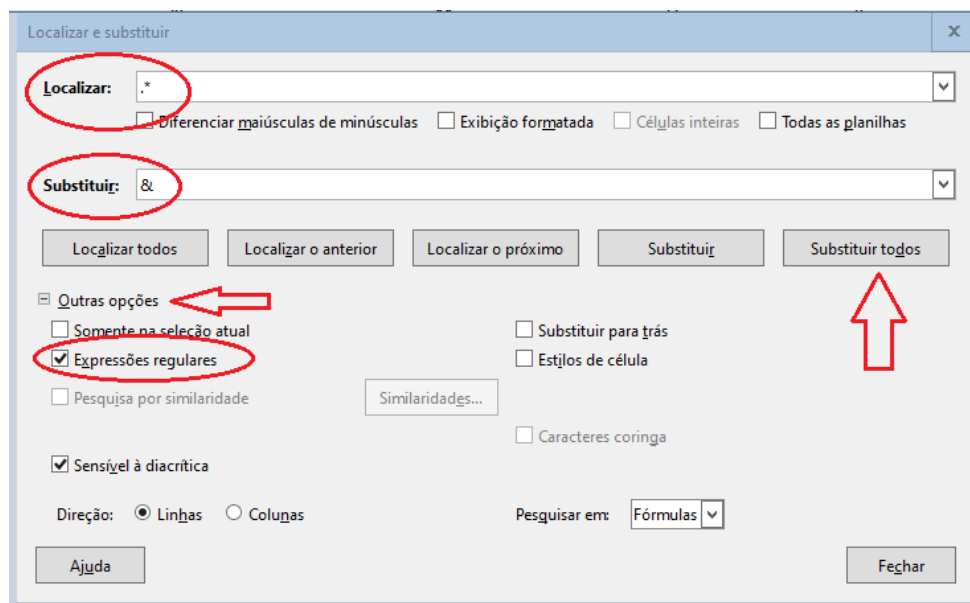 Localizar e substituir x
Localizar: .*
Diferenciar maiúsculas de minúsculas Exibição formatada Células inteiras Todas as planilhas
Substituir: &
Localizar todos Localizar o anterior Localizar o próximo Substituir Substituir todos
Outras opções
Somente na seleção atual Substituir para trás
Expressões regulares Estilos de célula
Pesquisa por similaridade Similaridades...
Caracteres coringa
Sensível à diacrítica
Direção: Linhas Colunas Pesquisar em: Fórmulas
Ajuda Fechar